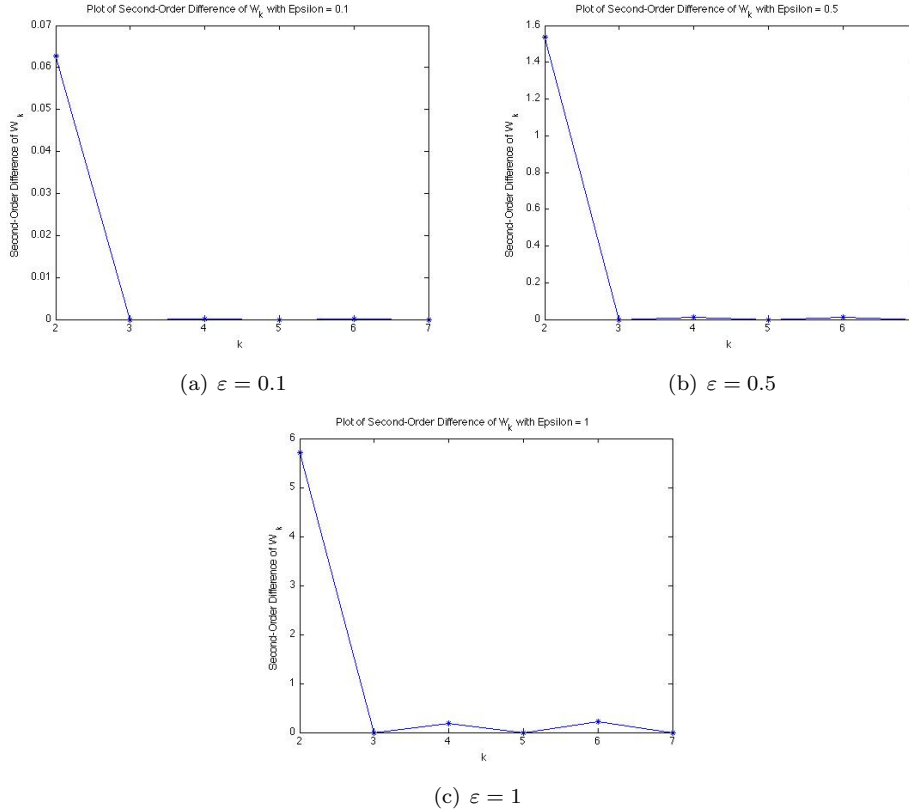 Plot of Second-Order Difference of W_k with Epsilon = 0.1
0.07
0.06
0.05
0.04
0.03
0.02
0.01
0
Second-Order Difference of W_k
2 3 4 5 6 7
k
(a) ε = 0.1
Plot of Second-Order Difference of W_k with Epsilon = 0.5
1.6
1.4
1.2
1
0.8
0.6
0.4
0.2
0
Second-Order Difference of W_k
2 3 4 5 6
k
(b) ε = 0.5
Plot of Second-Order Difference of W_k with Epsilon = 1
6
5
4
3
2
1
0
Second-Order Difference of W_k
2 3 4 5 6 7
k
(c) ε = 1